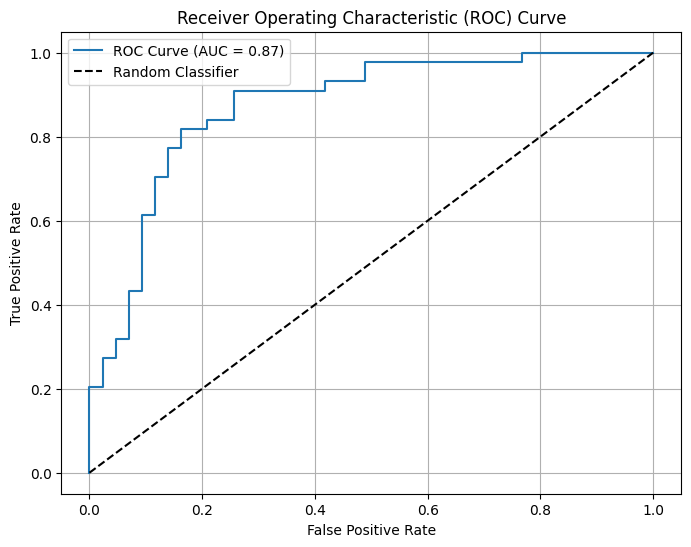 Receiver Operating Characteristic (ROC) Curve
ROC Curve (AUC = 0.87)
Random Classifier
True Positive Rate
1.0
0.8
0.6
0.4
0.2
0.0
0.0 0.2 0.4 0.6 0.8 1.0
False Positive Rate